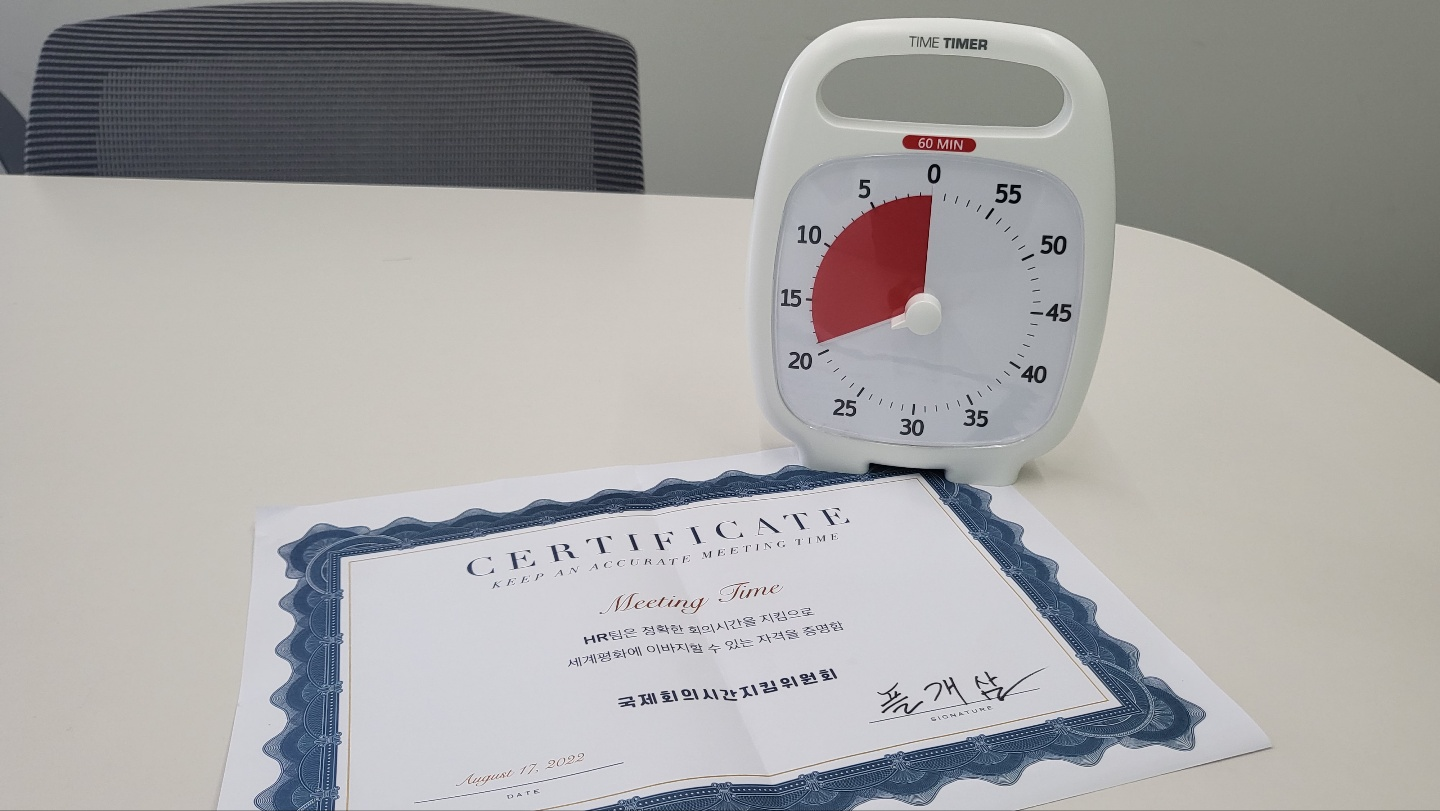 TIME TIMER
60 MIN
0
55
50
45
40
35
30
25
20
15
10
5
CERTIFICATE
KEEP AN ACCURATE MEETING TIME
Meeting Time
HR팀은 정확한 회의시간을 지킴으로
세계평화에 이바지할 수 있는 자격을 증명함
국제회의시간지킴위원회
플개삶
SIGNATURE
August 17, 2022
DATE